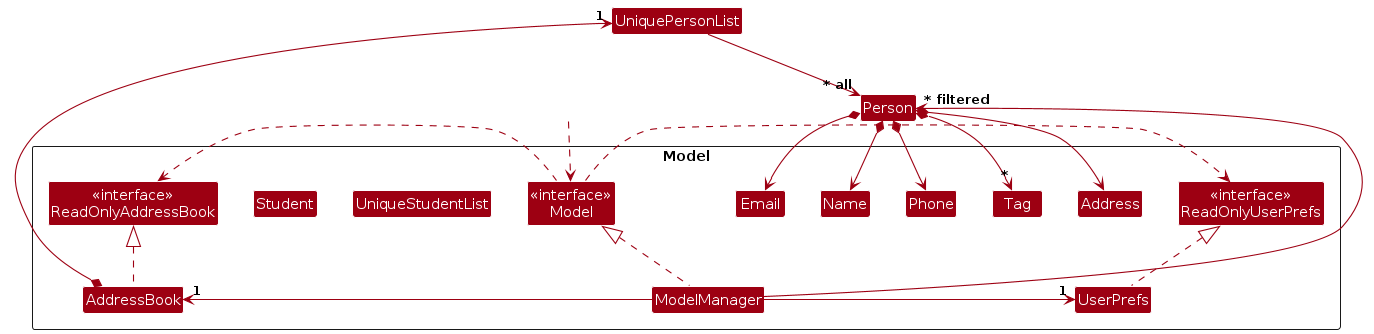 1
UniquePersonList
* all
* filtered
Person
Model
«interface»
ReadOnlyAddressBook
Student
UniqueStudentList
«interface»
Model
Email
Name
Phone
*
Tag
Address
«interface»
ReadOnlyUserPrefs
AddressBook
1
ModelManager
1
UserPrefs